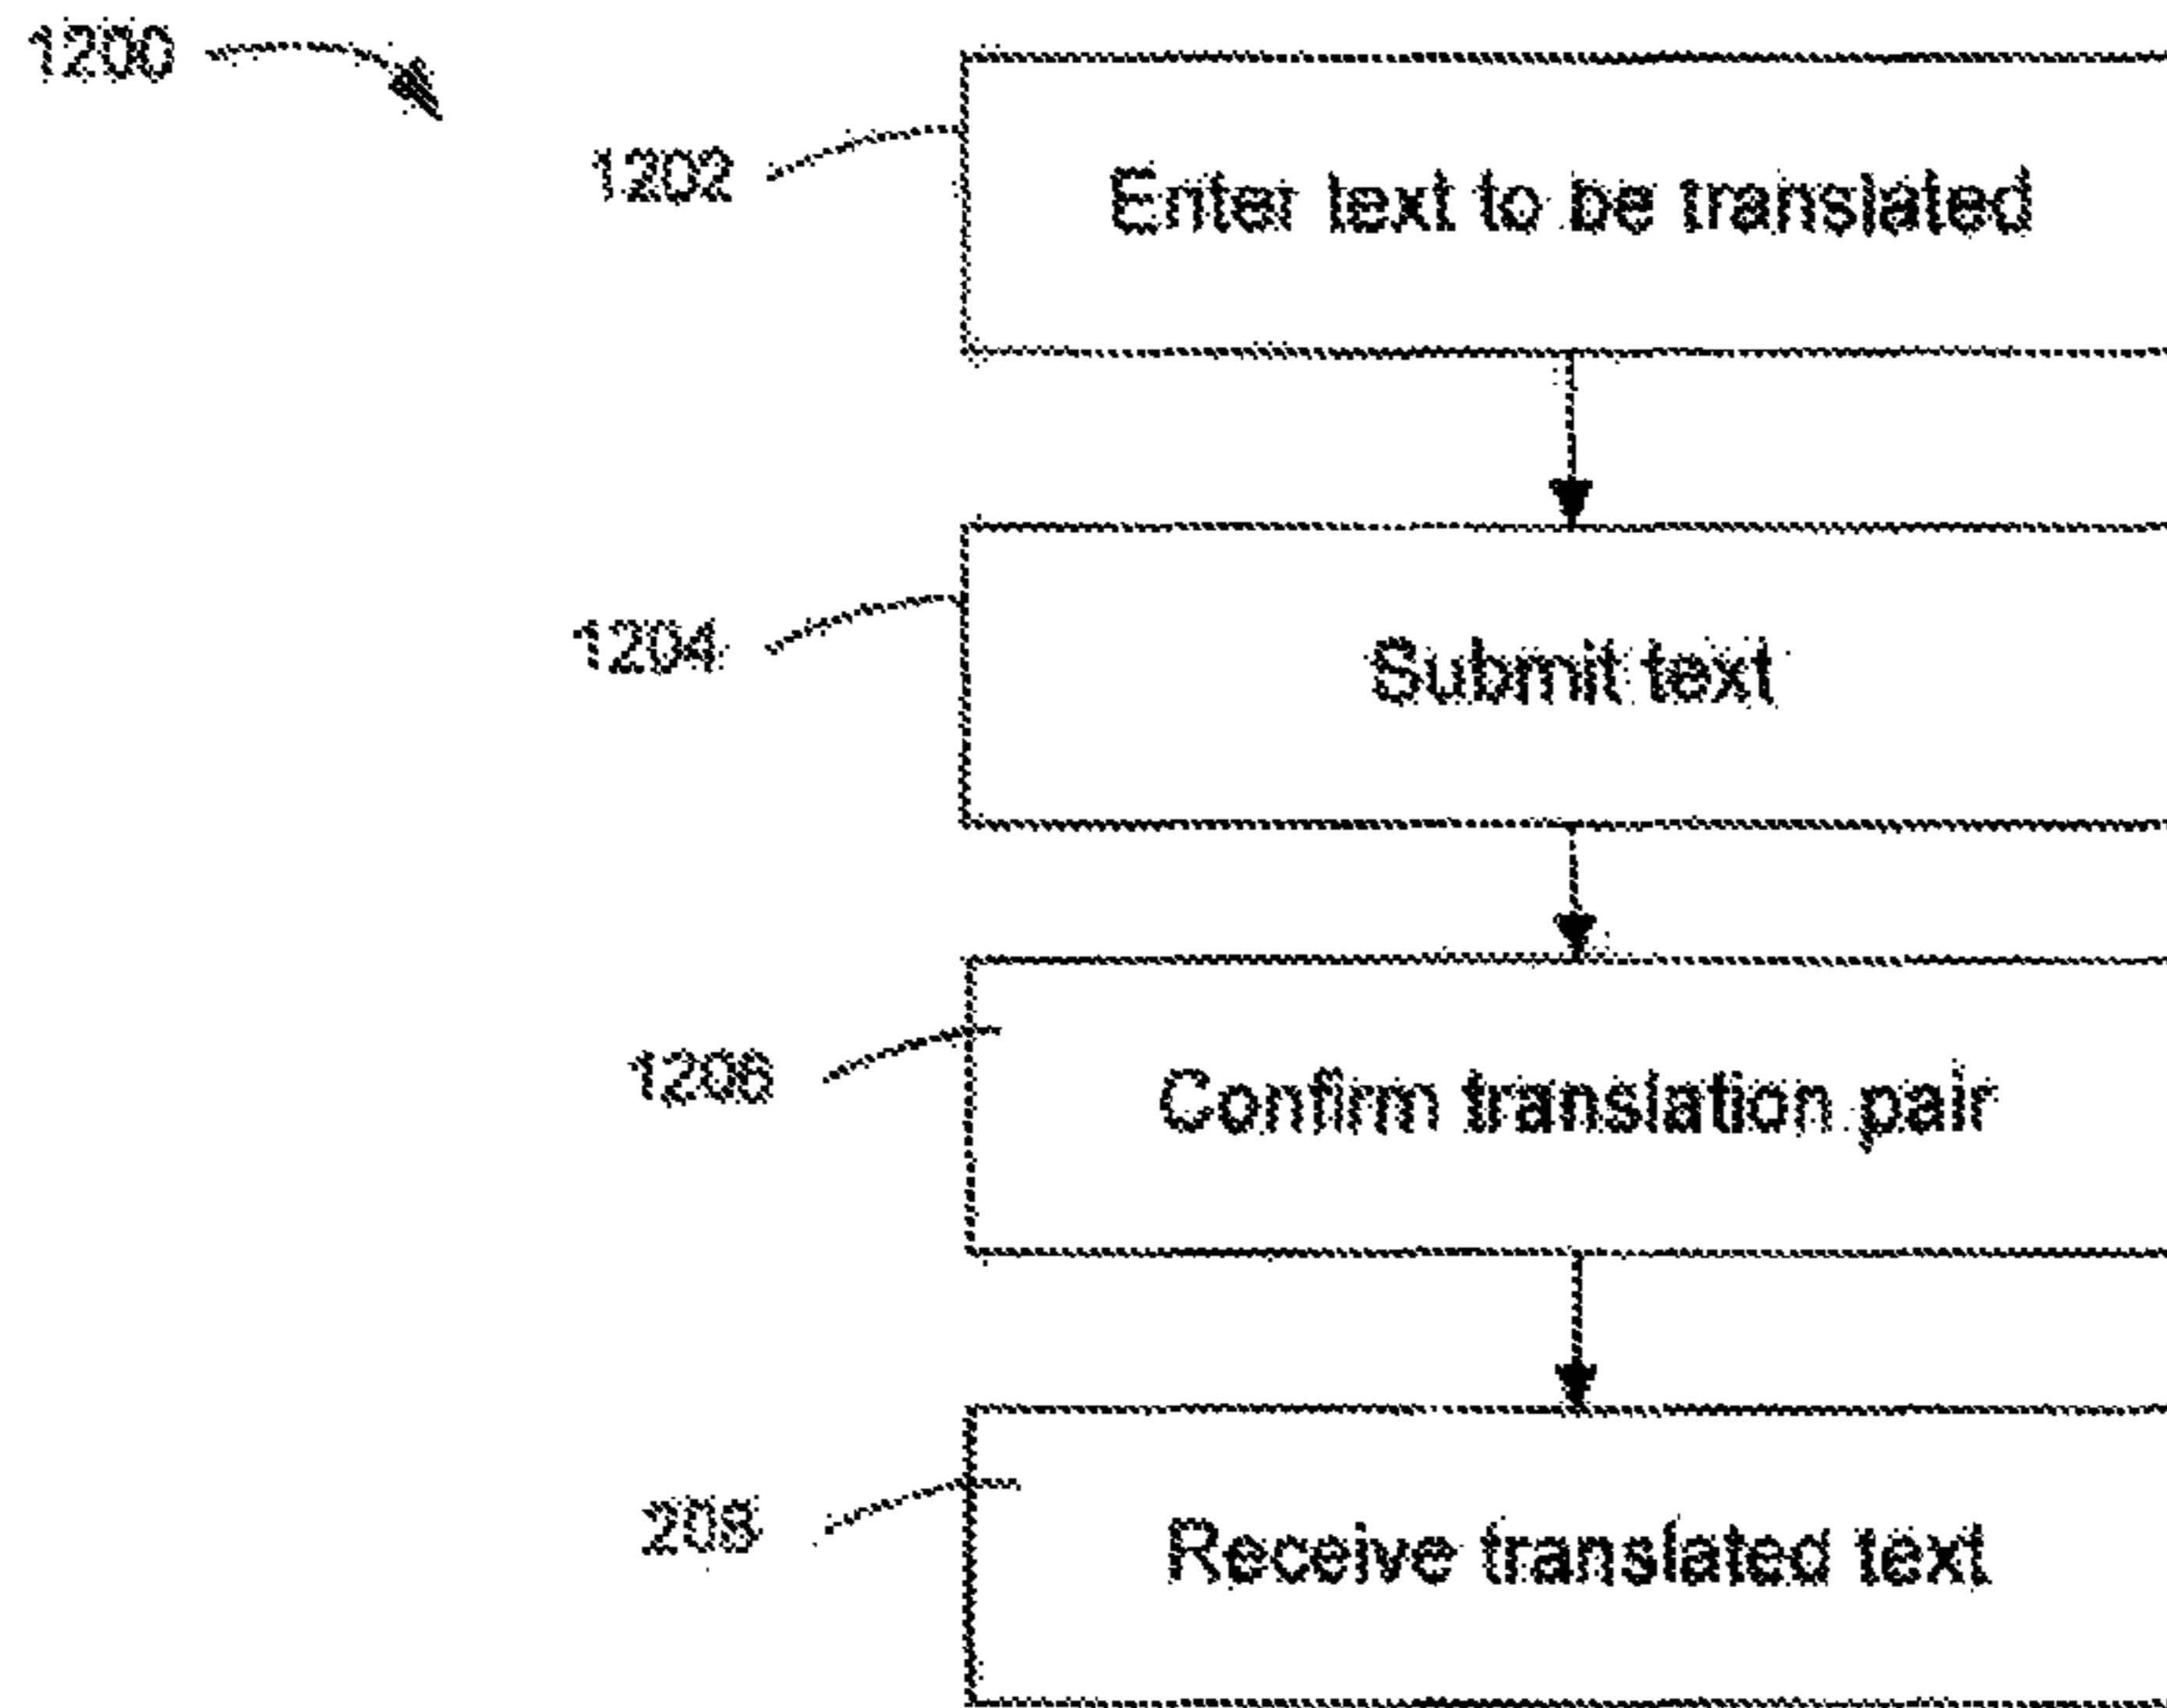 1200
1202
Enter text to be translated
1204
Submit text
1206
Confirm translation pair
208
Receive translated text